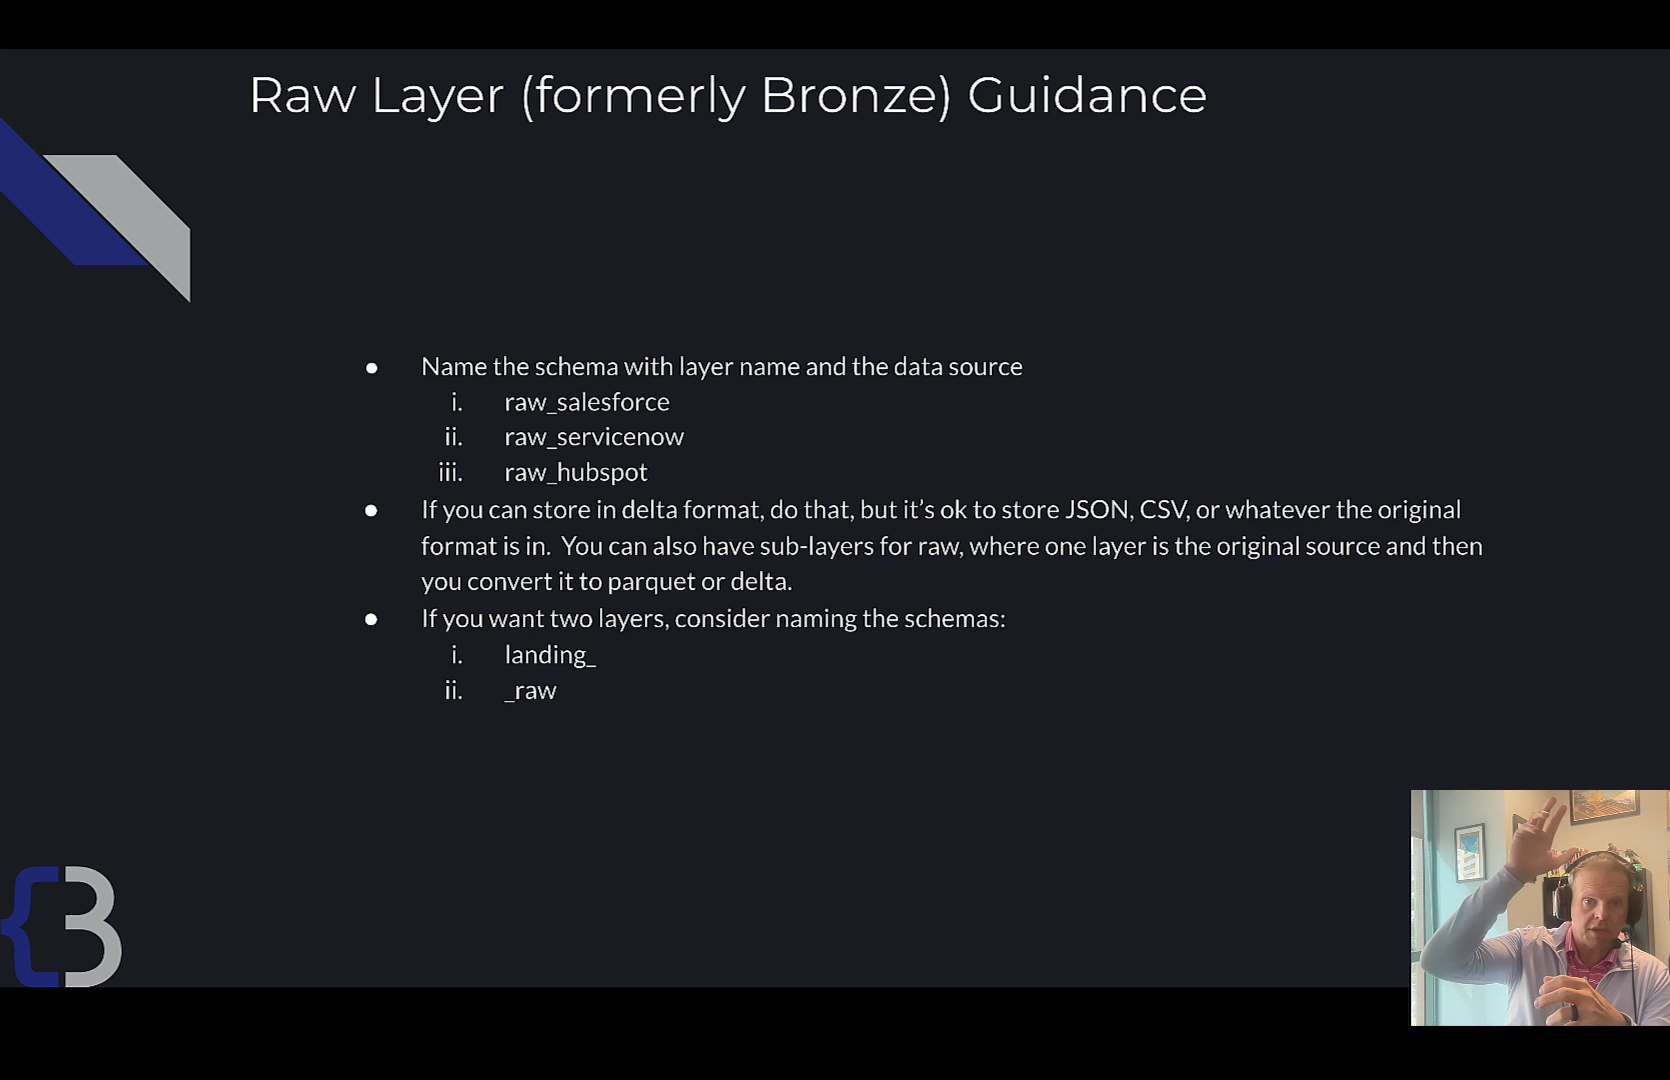 Raw Layer (formerly Bronze) Guidance
● Name the schema with layer name and the data source
i. raw_salesforce
ii. raw_servicenow
iii. raw_hubspot
● If you can store in delta format, do that, but it’s ok to store JSON, CSV, or whatever the original
format is in. You can also have sub-layers for raw, where one layer is the original source and then
you convert it to parquet or delta.
● If you want two layers, consider naming the schemas:
i. landing_
ii. _raw
{3